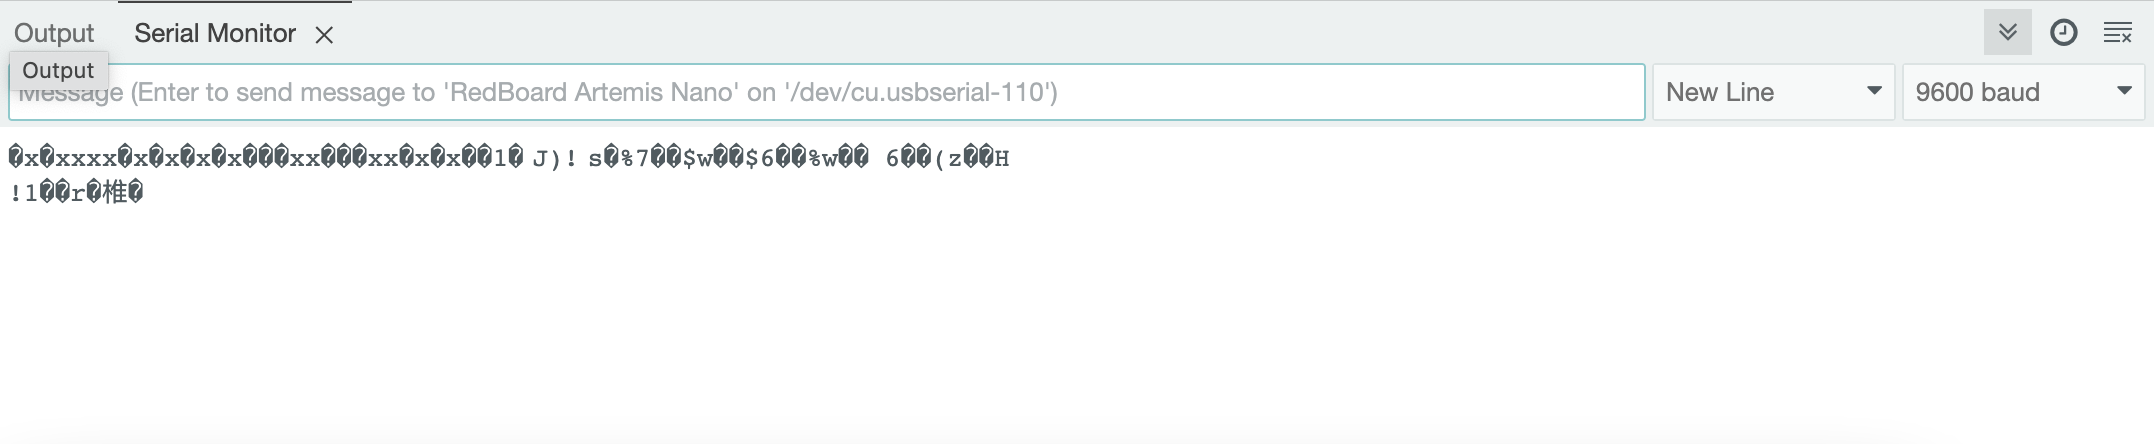 Output Serial Monitor
Output
Message (Enter to send message to 'RedBoard Artemis Nano' on '/dev/cu.usbserial-110') New Line 9600 baud
�x�xxxx�x�x�x�x���xx���xx�x�x��1� J)! s�%7��$w��$6��%w�� 6��(z��H
!1��r�椎�